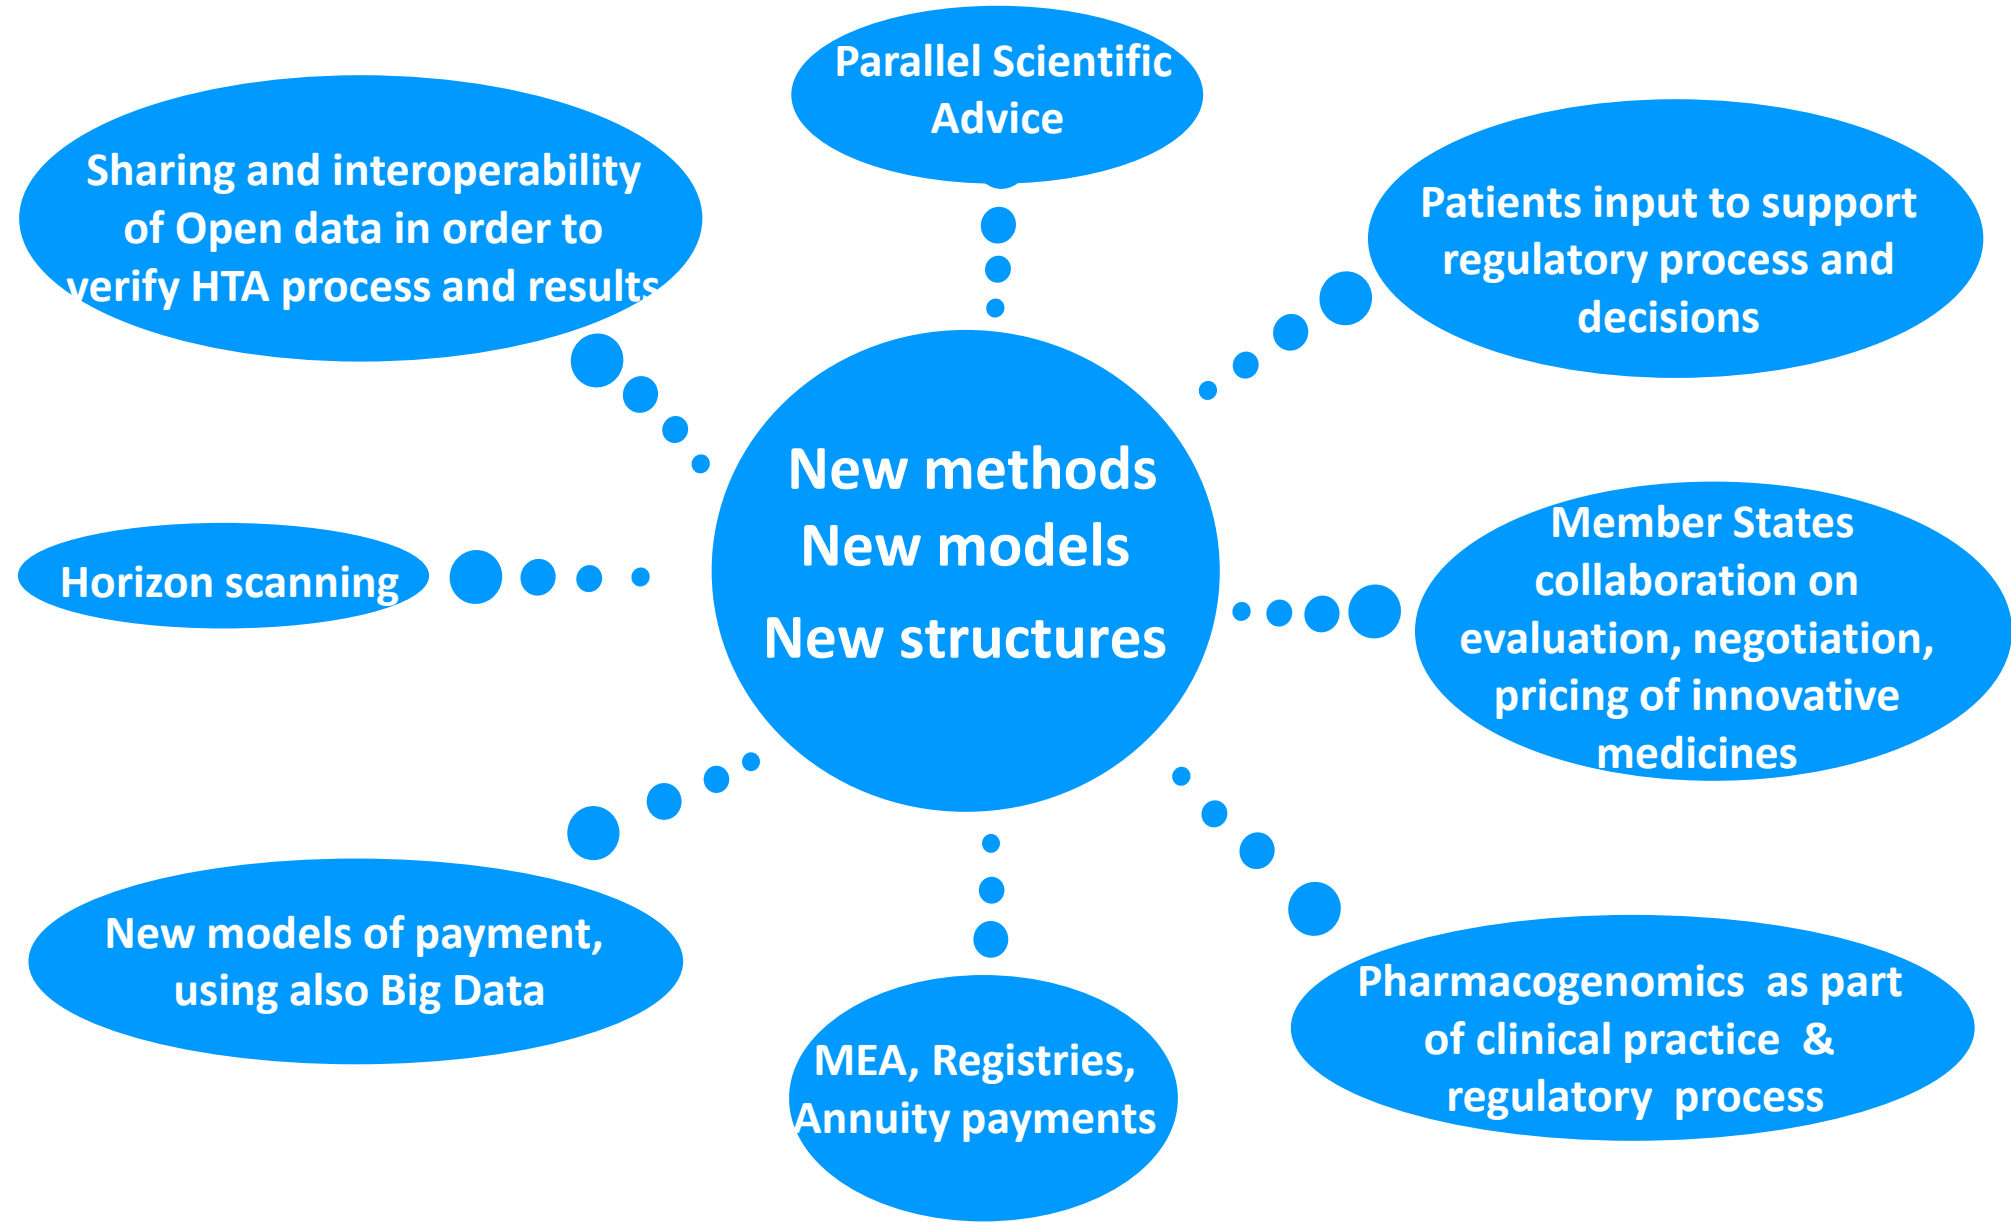 Parallel Scientific
Advice
Sharing and interoperability
of Open data in order to
verify HTA process and results
Patients input to support
regulatory process and
decisions
New methods
New models
New structures
Horizon scanning
Member States
collaboration on
evaluation, negotiation,
pricing of innovative
medicines
New models of payment,
using also Big Data
MEA, Registries,
Annuity payments
Pharmacogenomics as part
of clinical practice &
regulatory process